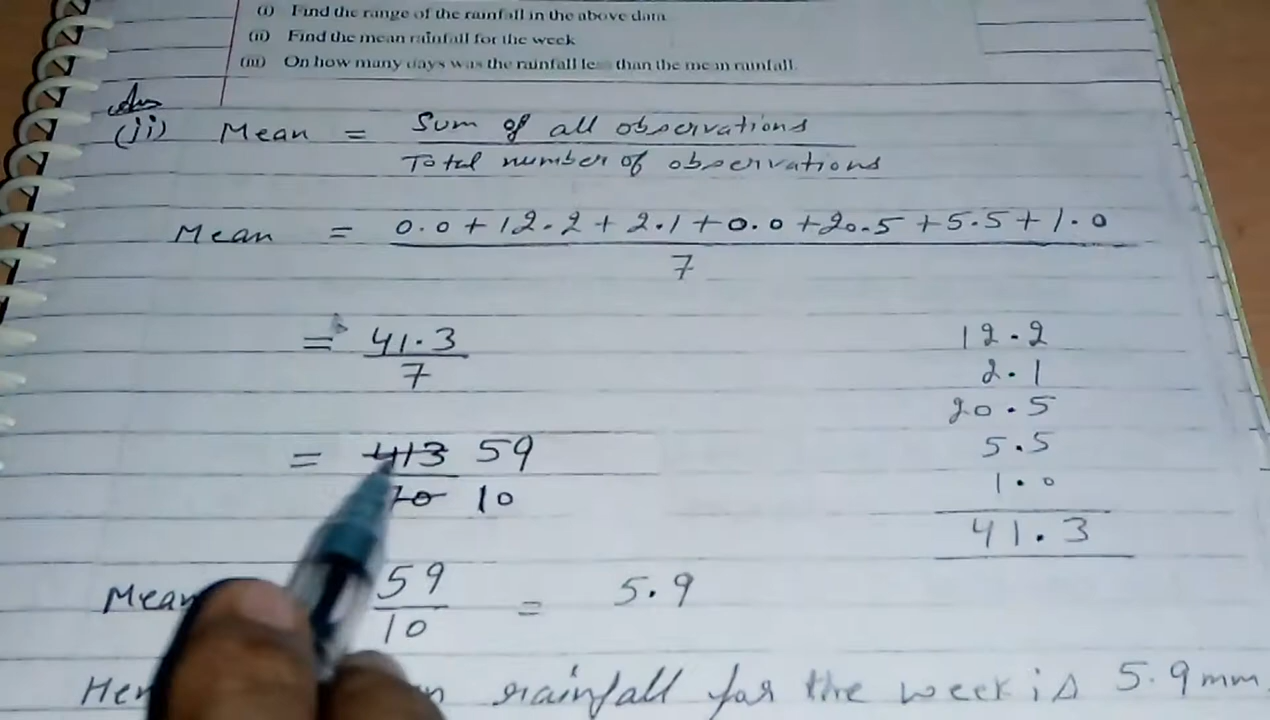 (i) Find the range of the rainfall in the above data.
(ii) Find the mean rainfall for the week
(iii) On how many days was the rainfall less than the mean rainfall.
Ans
(ii) Mean = Sum of all observations
Total number of observations
Mean = 0.0 + 12.2 + 2.1 + 0.0 + 20.5 + 5.5 + 1.0
7
= 41.3
7
= 413 59
70 10
Mean 59
10 = 5.9
12.2
2.1
20.5
5.5
1.0
41.3
rainfall for the week is 5.9mm.